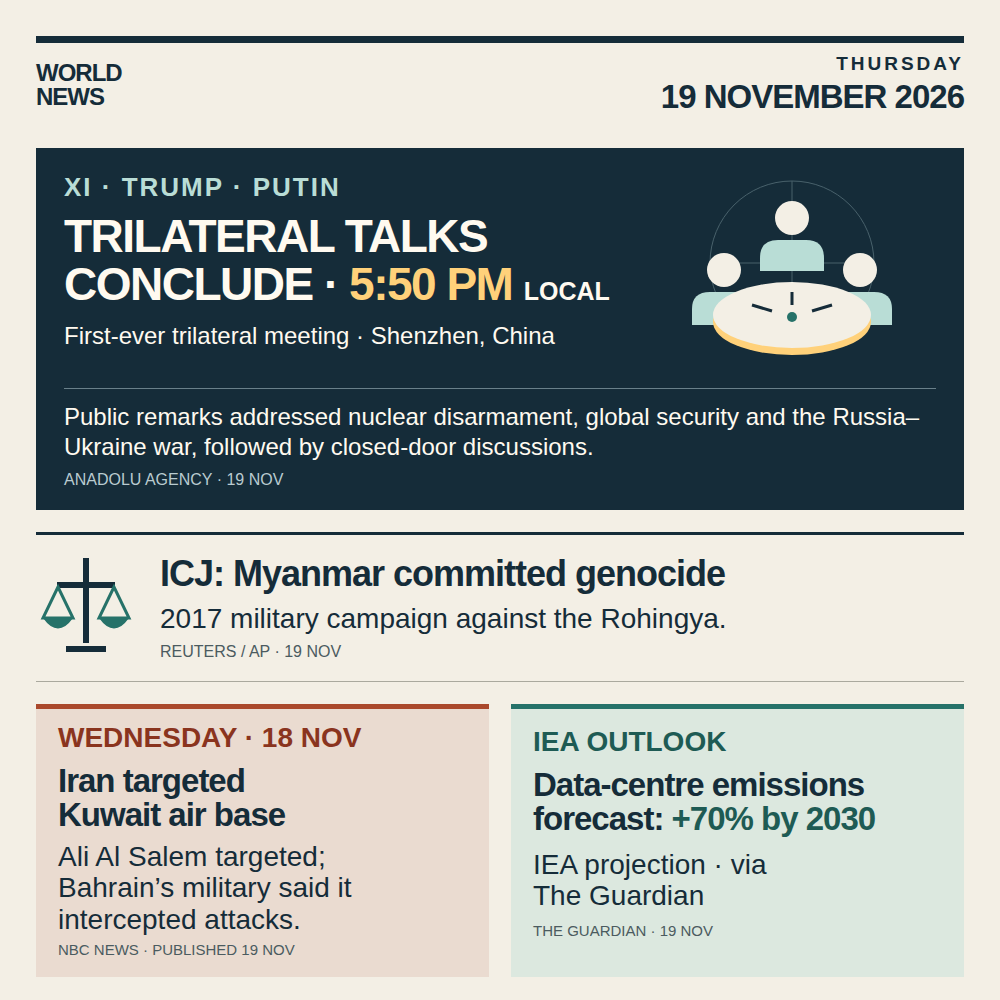 WORLD
NEWS
THURSDAY
19 NOVEMBER 2026
XI · TRUMP · PUTIN
TRILATERAL TALKS
CONCLUDE · 5:50 PM LOCAL
First-ever trilateral meeting · Shenzhen, China
Public remarks addressed nuclear disarmament, global security and the Russia–
Ukraine war, followed by closed-door discussions.
ANADOLU AGENCY · 19 NOV
ICJ: Myanmar committed genocide
2017 military campaign against the Rohingya.
REUTERS / AP · 19 NOV
WEDNESDAY · 18 NOV
Iran targeted
Kuwait air base
Ali Al Salem targeted;
Bahrain’s military said it
intercepted attacks.
NBC NEWS · PUBLISHED 19 NOV
IEA OUTLOOK
Data-centre emissions
forecast: +70% by 2030
IEA projection · via
The Guardian
THE GUARDIAN · 19 NOV